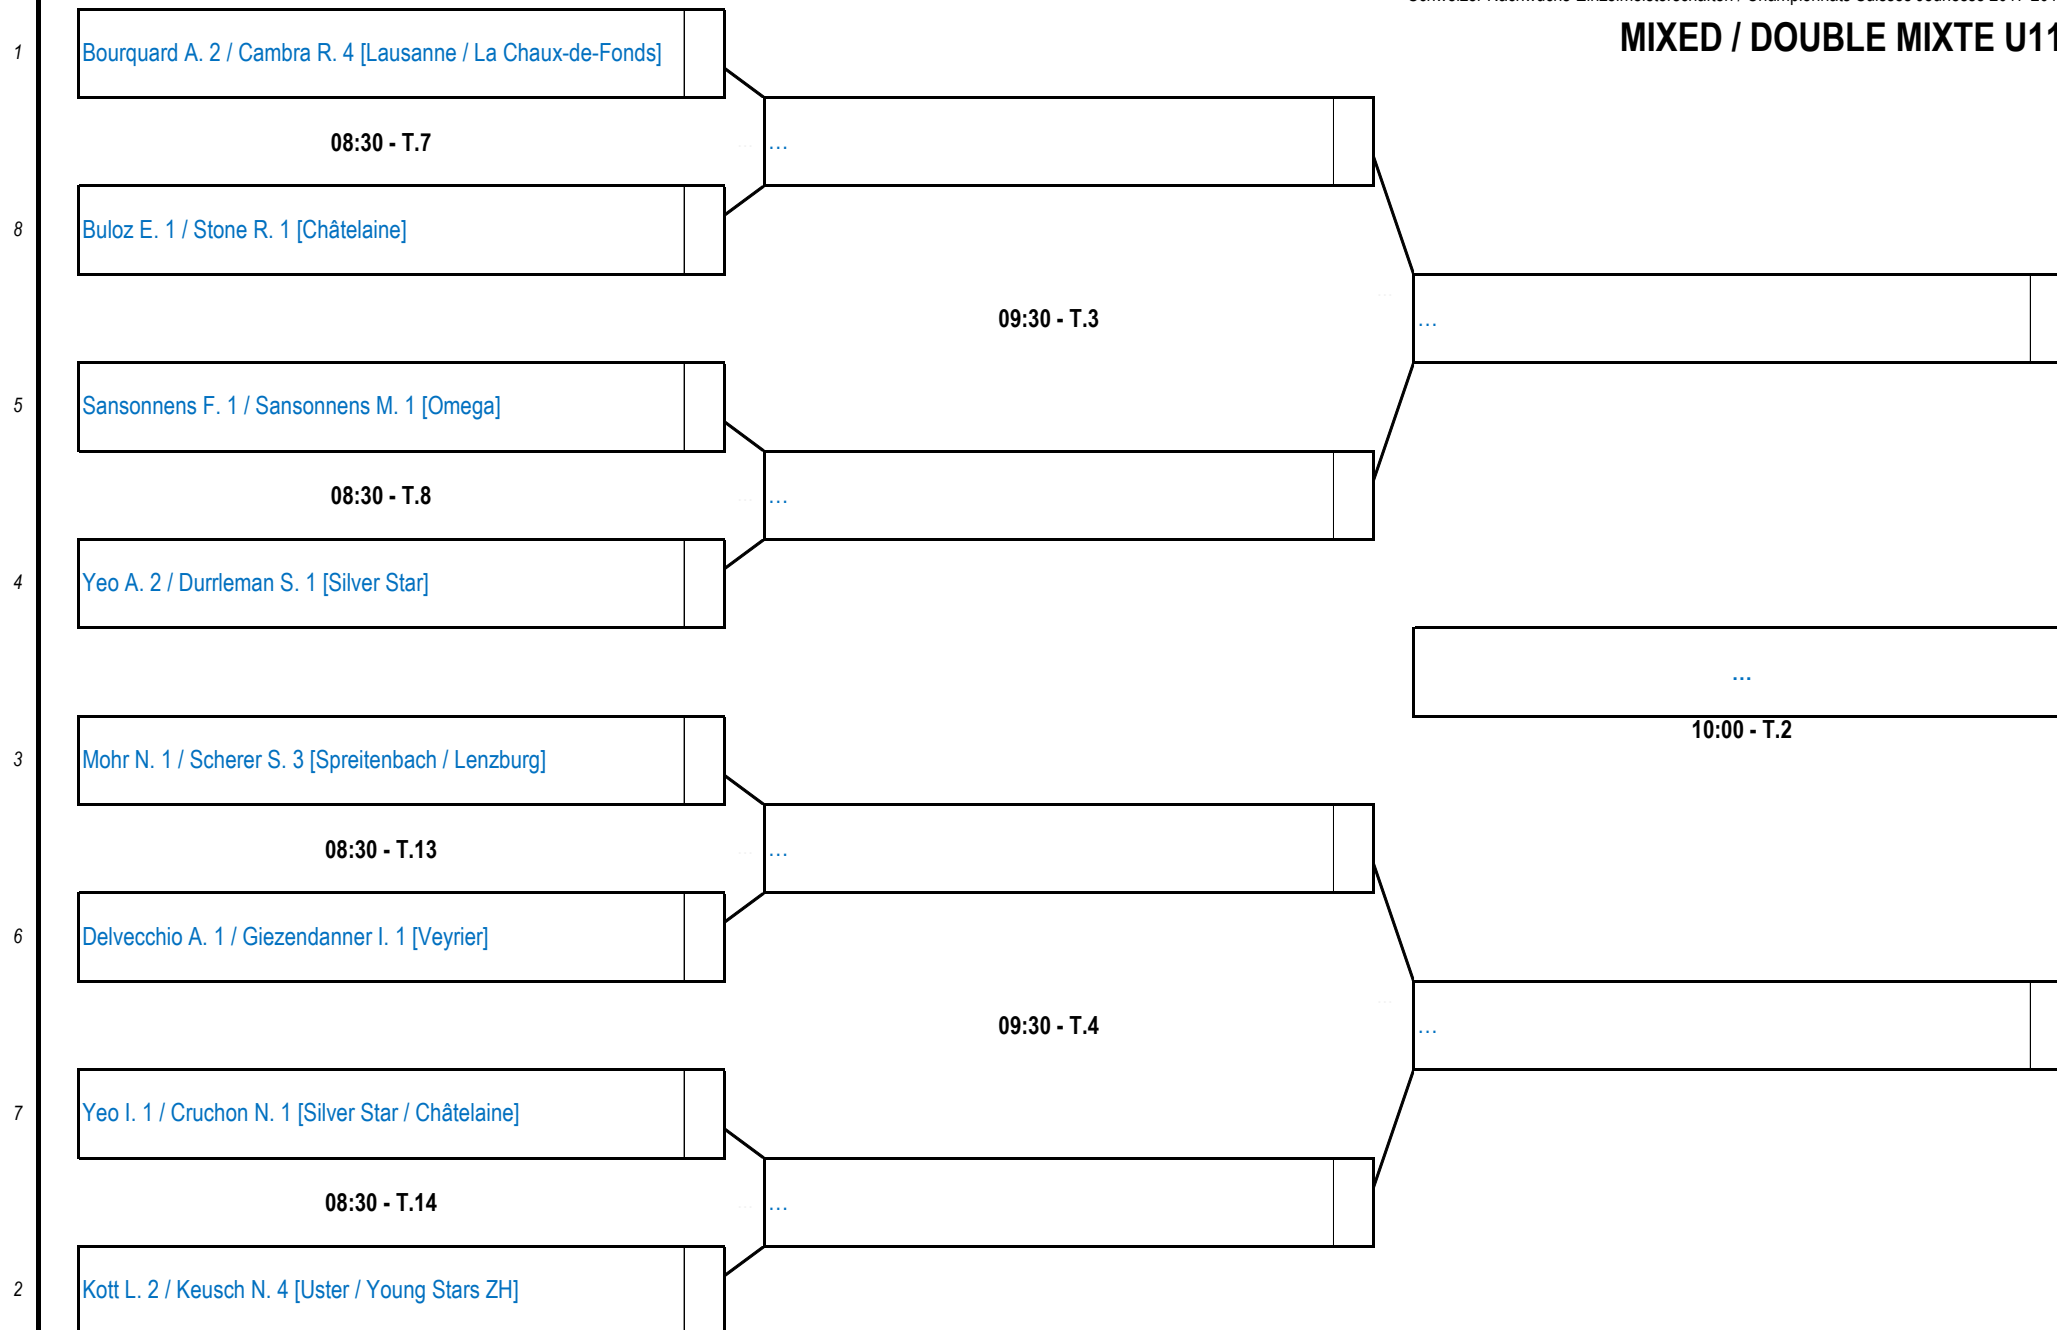 MIXED / DOUBLE MIXTE U11
1
Bourquard A. 2 / Cambra R. 4 [Lausanne / La Chaux-de-Fonds]
08:30 - T.7
...
8
Buloz E. 1 / Stone R. 1 [Châtelaine]
09:30 - T.3
...
5
Sansonnens F. 1 / Sansonnens M. 1 [Omega]
08:30 - T.8
...
4
Yeo A. 2 / Durrleman S. 1 [Silver Star]
...
10:00 - T.2
3
Mohr N. 1 / Scherer S. 3 [Spreitenbach / Lenzburg]
08:30 - T.13
...
6
Delvecchio A. 1 / Giezendanner I. 1 [Veyrier]
09:30 - T.4
...
7
Yeo I. 1 / Cruchon N. 1 [Silver Star / Châtelaine]
08:30 - T.14
...
2
Kott L. 2 / Keusch N. 4 [Uster / Young Stars ZH]